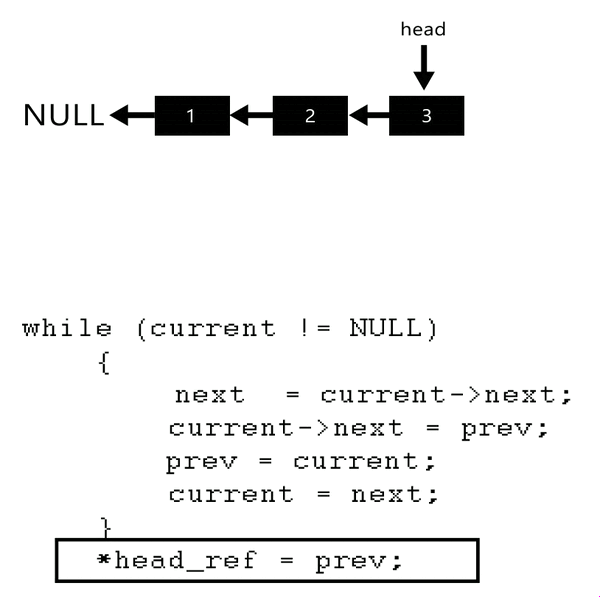 head
NULL 1 2 3
while (current != NULL)
{
next = current->next;
current->next = prev;
prev = current;
current = next;
}
*head_ref = prev;